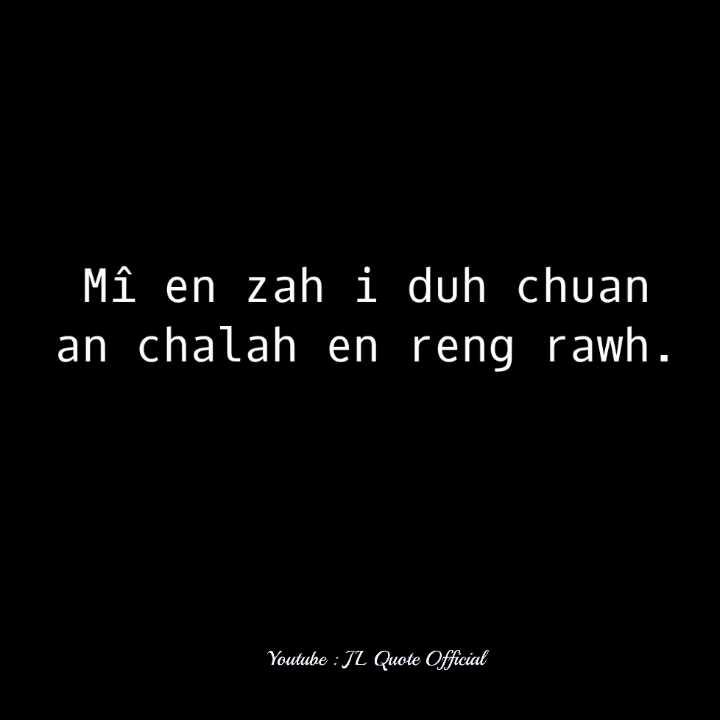 Mî en zah i duh chuan
an chalah en reng rawh.
Youtube : JL Quote Official